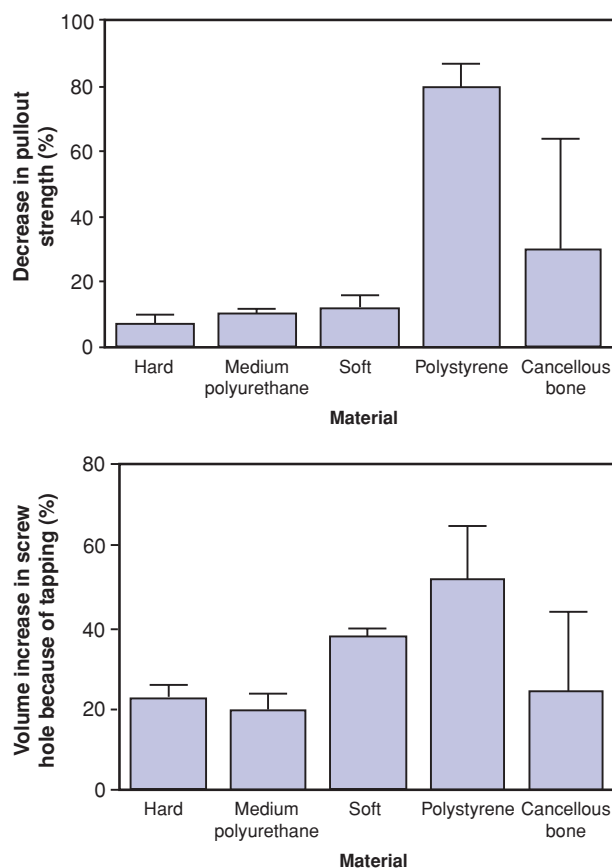 100
80
60
40
20
0
Decrease in pullout
strength (%)
Hard
Medium
polyurethane
Soft
Polystyrene
Cancellous
bone
Material
80
60
40
20
0
Volume increase in screw
hole because of tapping (%)
Hard
Medium
polyurethane
Soft
Polystyrene
Cancellous
bone
Material